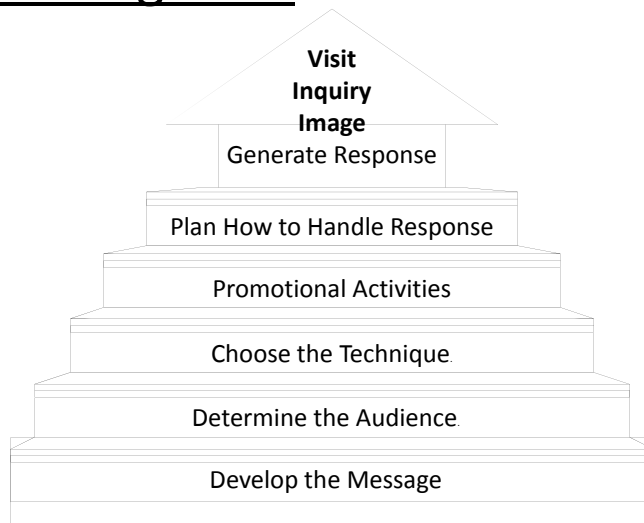 Visit
Inquiry
Image
Generate Response
Plan How to Handle Response
Promotional Activities
Choose the Technique.
Determine the Audience.
Develop the Message